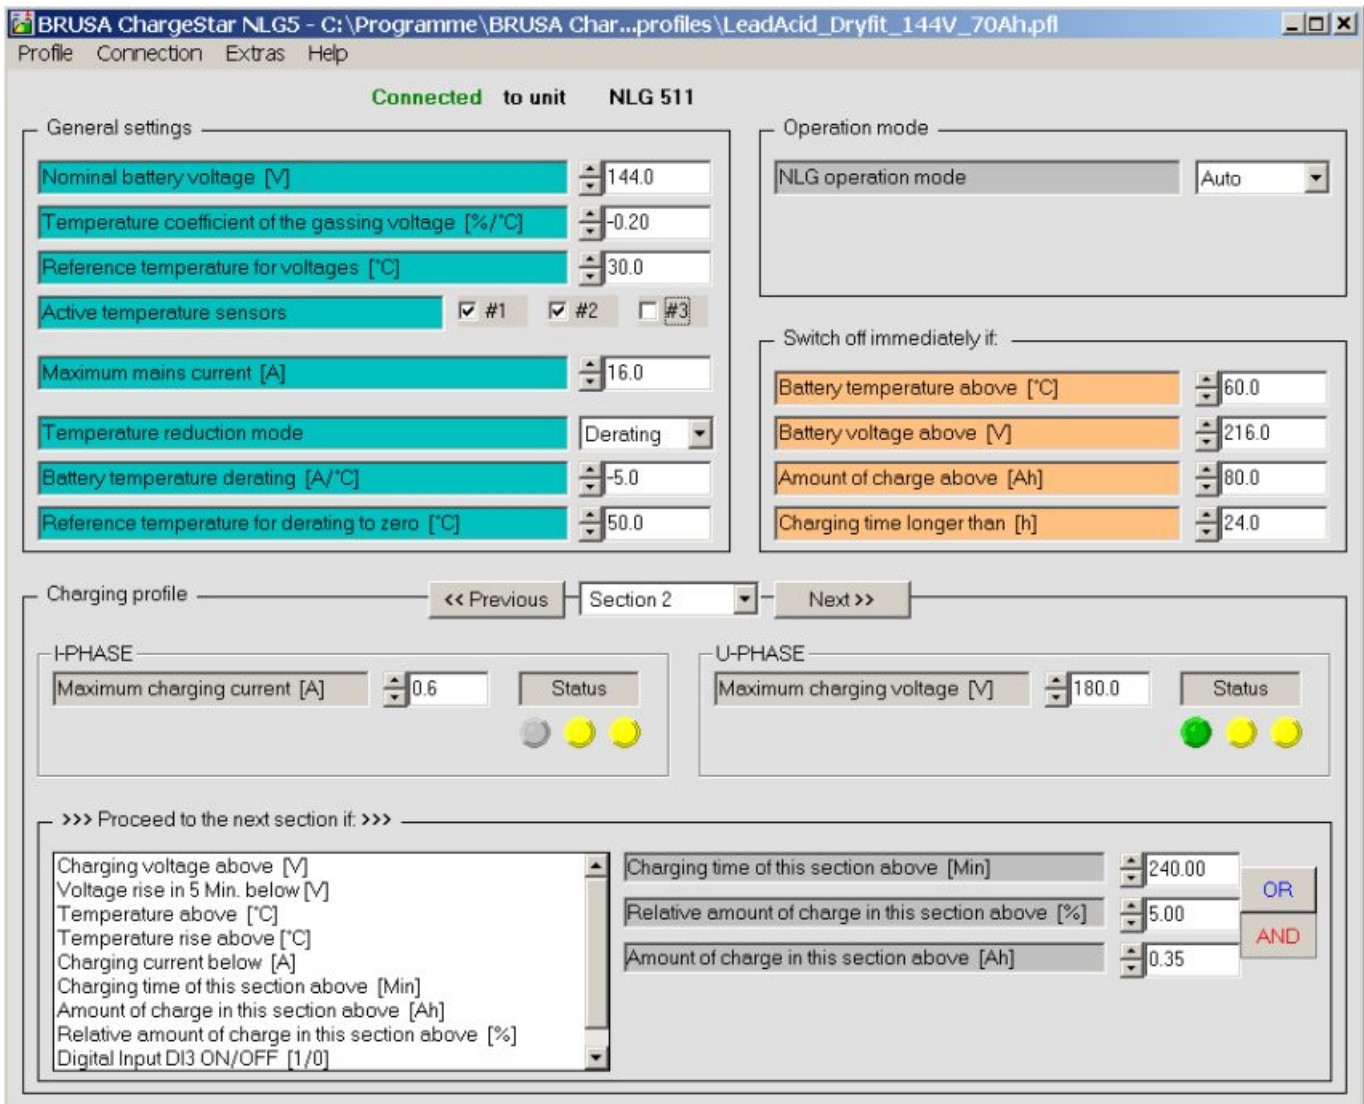 BRUSA ChargeStar NLG5 - C:\Programme\BRUSA Char...profiles\LeadAcid_Dryfit_144V_70Ah.pfl
Profile Connection Extras Help
Connected to unit NLG 511
General settings
Nominal battery voltage [V] 144.0
Temperature coefficient of the gassing voltage [%/°C] -0.20
Reference temperature for voltages [°C] 30.0
Active temperature sensors #1 #2 #3
Maximum mains current [A] 16.0
Temperature reduction mode Derating
Battery temperature derating [A/°C] -5.0
Reference temperature for derating to zero [°C] 50.0
Operation mode
NLG operation mode Auto
Switch off immediately if:
Battery temperature above [°C] 60.0
Battery voltage above [V] 216.0
Amount of charge above [Ah] 80.0
Charging time longer than [h] 24.0
Charging profile << Previous Section 2 Next >>
I-PHASE
Maximum charging current [A] 0.6 Status
U-PHASE
Maximum charging voltage [V] 180.0 Status
>>> Proceed to the next section if: >>>
Charging voltage above [V]
Voltage rise in 5 Min. below [V]
Temperature above [°C]
Temperature rise above [°C]
Charging current below [A]
Charging time of this section above [Min]
Amount of charge in this section above [Ah]
Relative amount of charge in this section above [%]
Digital Input DI3 ON/OFF [1/0]
Charging time of this section above [Min] 240.00
OR
Relative amount of charge in this section above [%] 5.00
AND
Amount of charge in this section above [Ah] 0.35